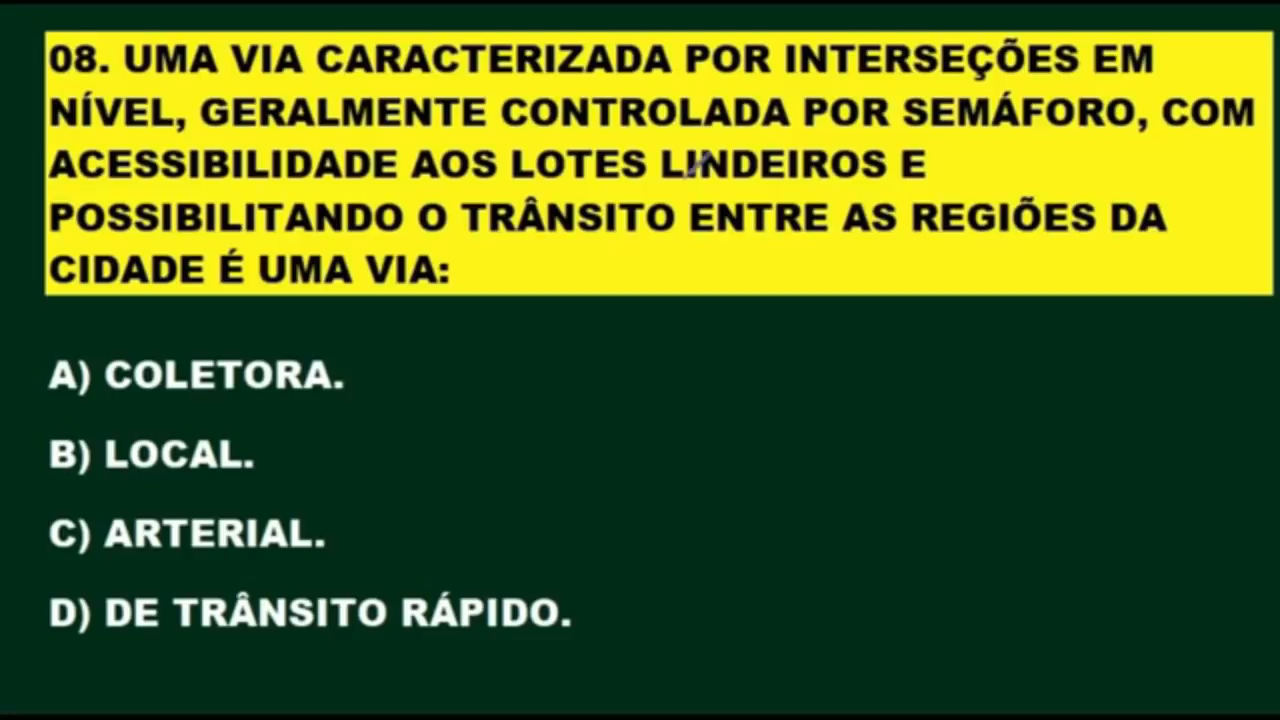 08. UMA VIA CARACTERIZADA POR INTERSEÇÕES EM
NÍVEL, GERALMENTE CONTROLADA POR SEMÁFORO, COM
ACESSIBILIDADE AOS LOTES LINDEIROS E
POSSIBILITANDO O TRÂNSITO ENTRE AS REGIÕES DA
CIDADE É UMA VIA:
A) COLETORA.
B) LOCAL.
C) ARTERIAL.
D) DE TRÂNSITO RÁPIDO.